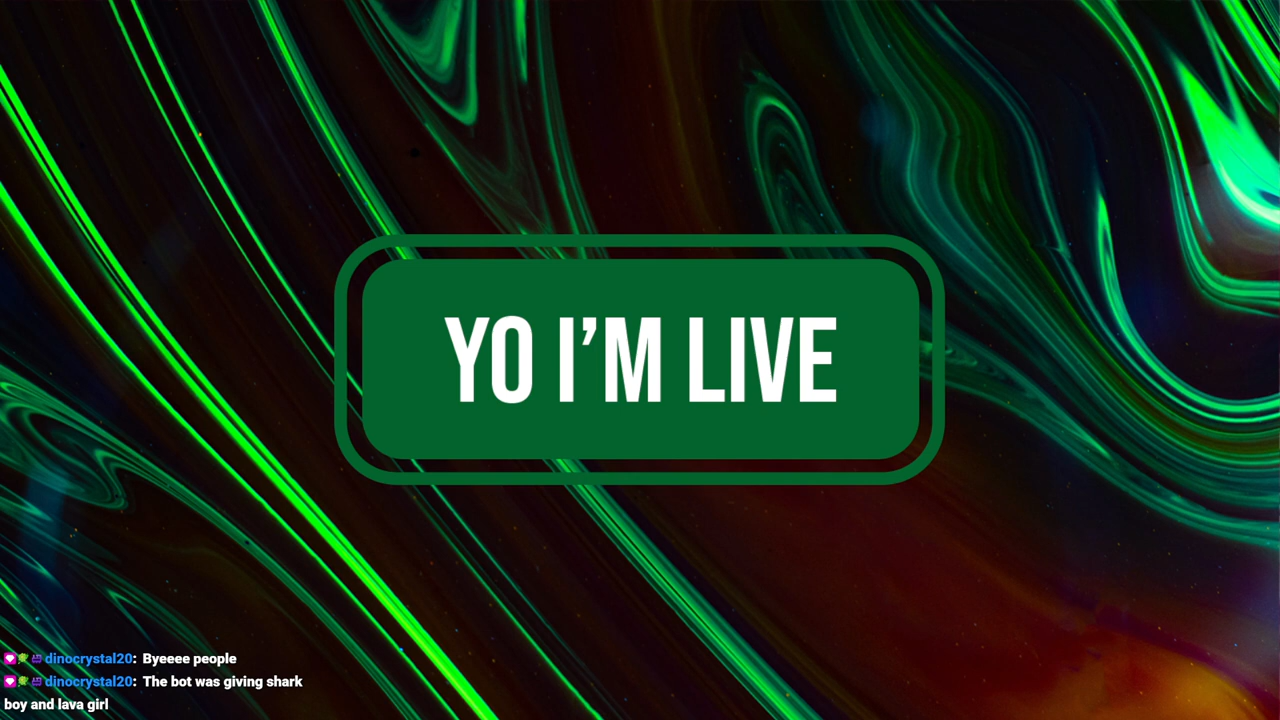 YO I’M LIVE
dinocrystal20: Byeeee people
dinocrystal20: The bot was giving shark
boy and lava girl